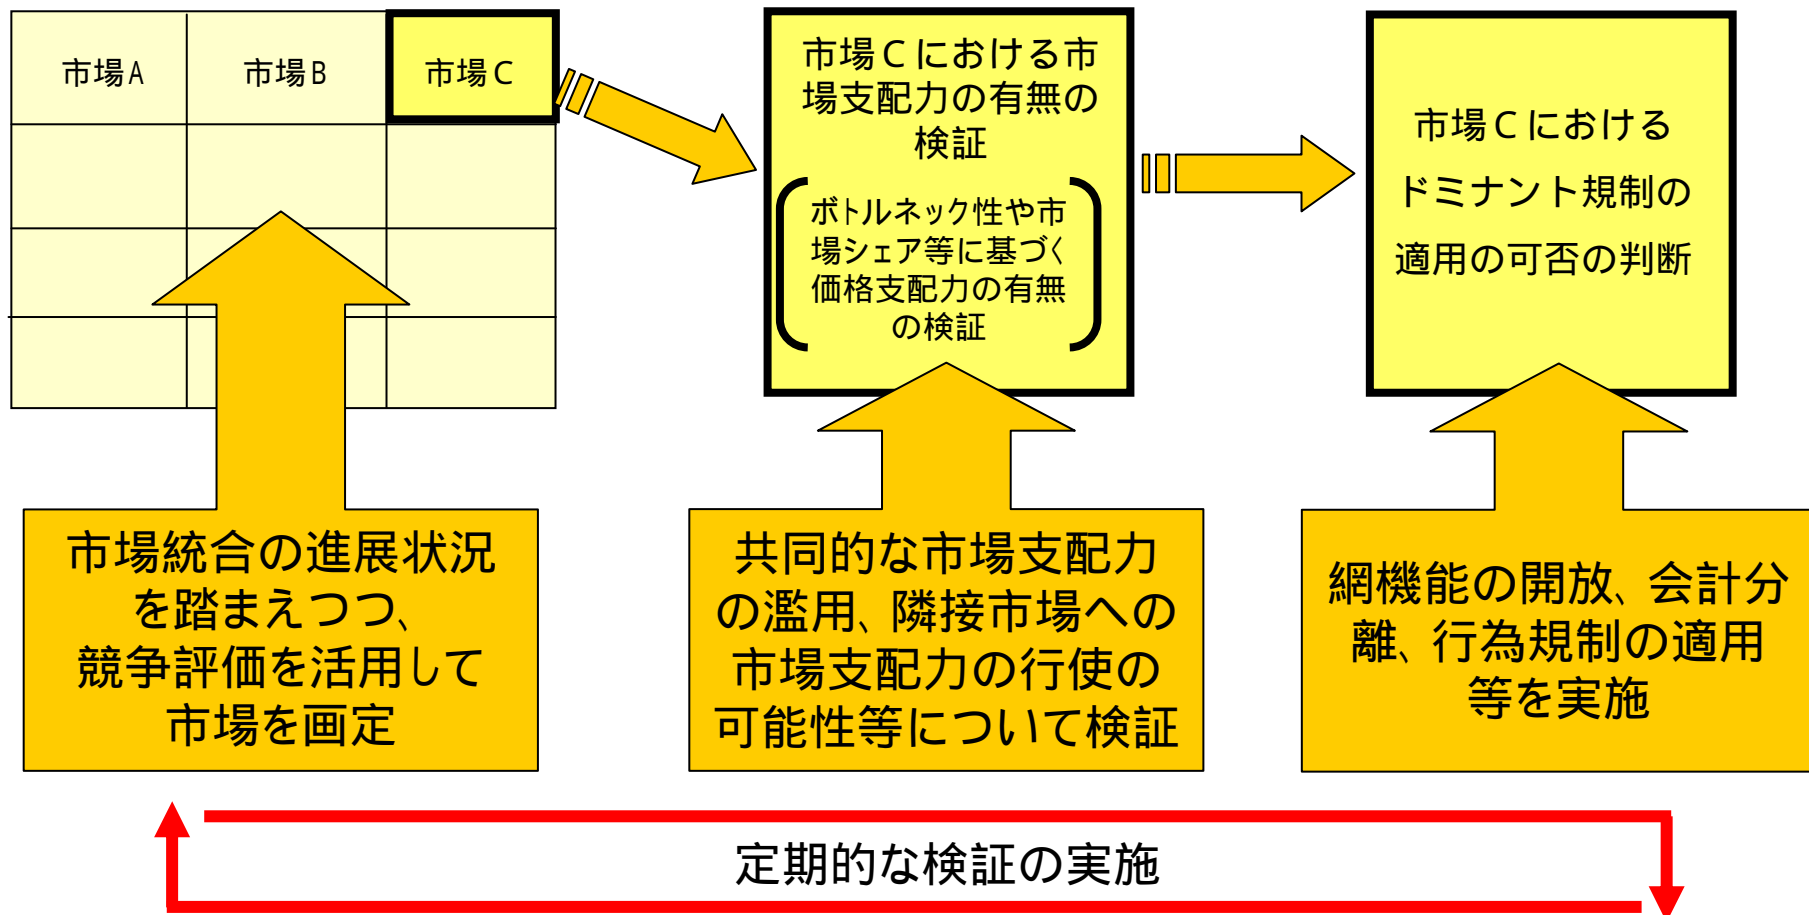 市場A
市場B
市場C
市場Cにおける市
場支配力の有無の
検証
ボトルネック性や市
場シェア等に基づく
価格支配力の有無
の検証
市場Cにおける
ドミナント規制の
適用の可否の判断
市場統合の進展状況
を踏まえつつ、
競争評価を活用して
市場を画定
共同的な市場支配力
の濫用、隣接市場への
市場支配力の行使の
可能性等について検証
網機能の開放、会計分
離、行為規制の適用
等を実施
定期的な検証の実施